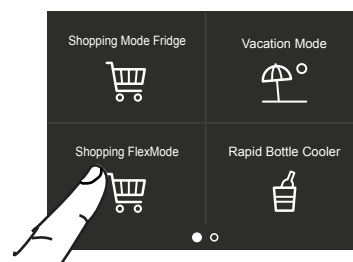 Shopping Mode Fridge
Vacation Mode
Shopping FlexMode
Rapid Bottle Cooler